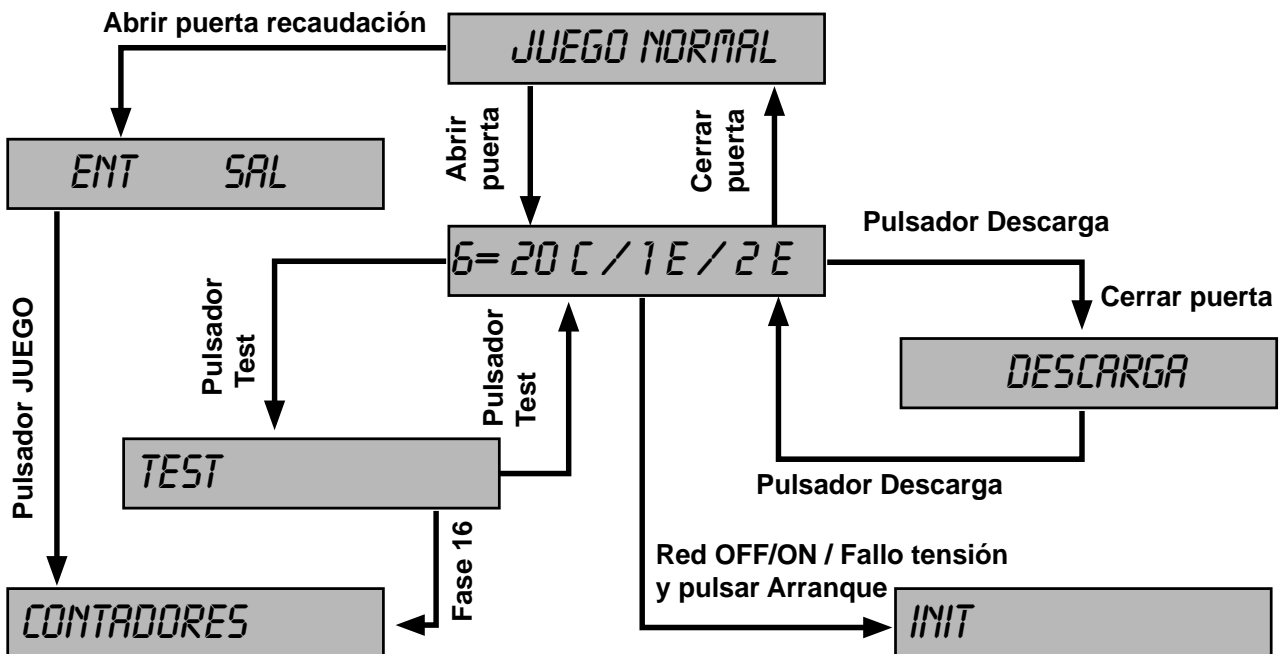 Abrir puerta recaudación
JUEGO NORMAL
Abrir
puerta
Cerrar
puerta
ENT SAL
Pulsador Descarga
6= 20 C / 1 E / 2 E
Cerrar puerta
Pulsador JUEGO
Pulsador
Test
Pulsador
Test
DESCARGA
TEST
Pulsador Descarga
Fase 16
Red OFF/ON / Fallo tensión
y pulsar Arranque
CONTADORES
INIT